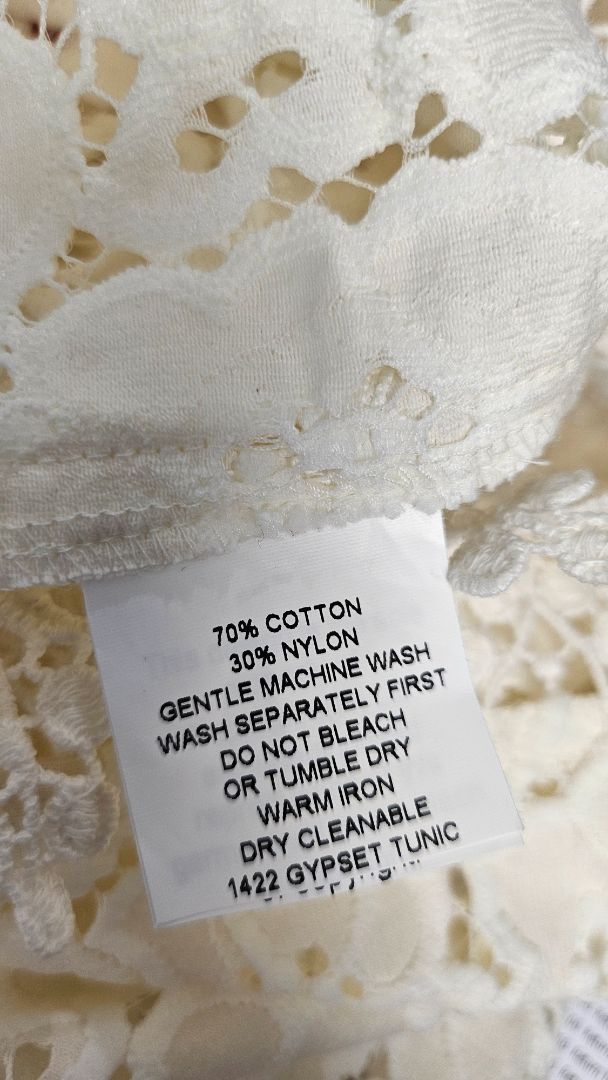 70% COTTON
30% NYLON
GENTLE MACHINE WASH
WASH SEPARATELY FIRST
DO NOT BLEACH
OR TUMBLE DRY
WARM IRON
DRY CLEANABLE
1422 GYPSET TUNIC